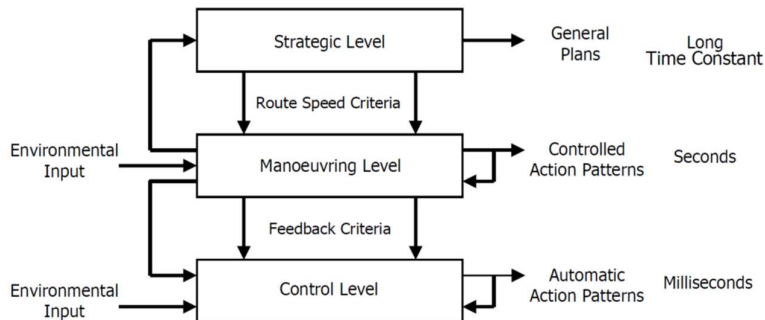 Strategic Level
General
Plans
Long
Time Constant
Route Speed Criteria
Environmental
Input
Manoeuvring Level
Controlled
Action Patterns
Seconds
Feedback Criteria
Environmental
Input
Control Level
Automatic
Action Patterns
Milliseconds